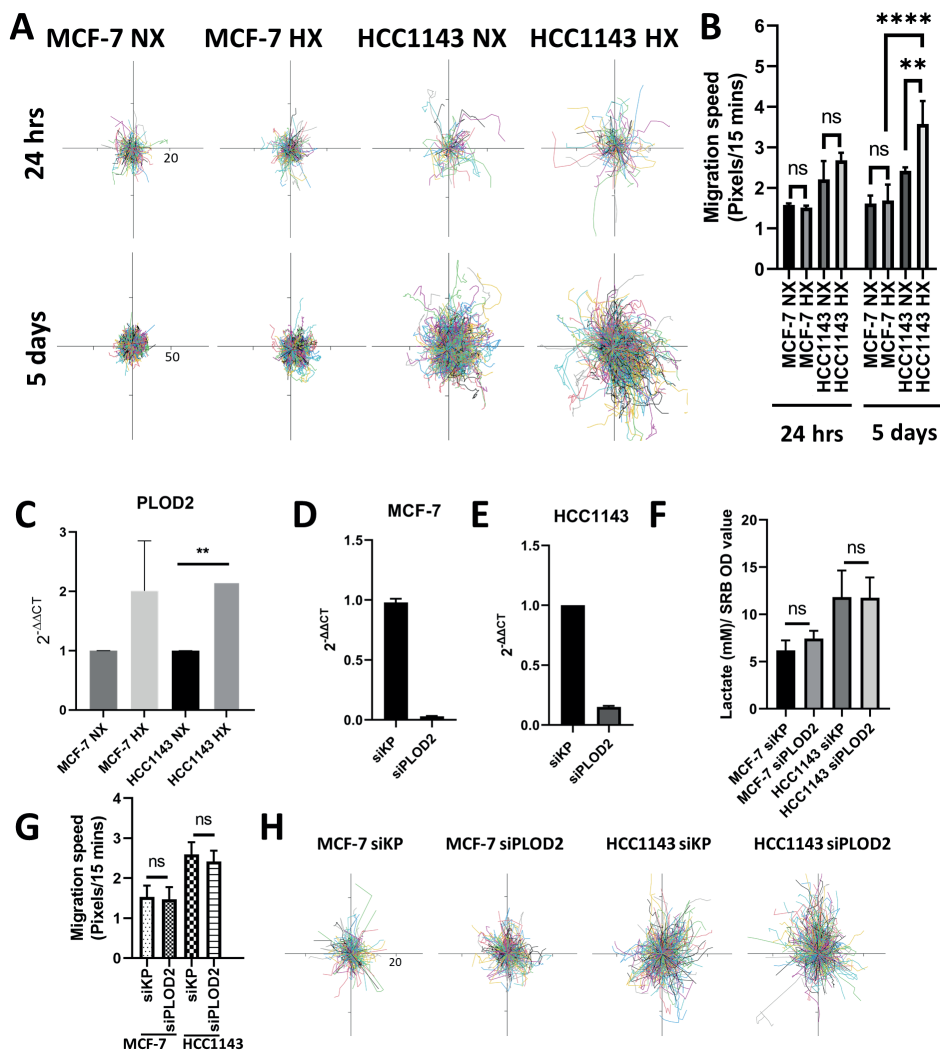 A
MCF-7 NX
MCF-7 HX
HCC1143 NX
HCC1143 HX
24 hrs
20
5 days
50
B
Migration speed
(Pixels/15 mins)
6
5
4
3
2
1
0
ns
ns
ns
**
****
MCF-7 NX
MCF-7 HX
HCC1143 NX
HCC1143 HX
MCF-7 NX
MCF-7 HX
HCC1143 NX
HCC1143 HX
24 hrs
5 days
C
PLOD2
2-ΔΔCT
3
2
1
0
**
MCF-7 NX
MCF-7 HX
HCC1143 NX
HCC1143 HX
D
MCF-7
2-ΔΔCT
1.5
1.0
0.5
0.0
siKP
siPLOD2
E
HCC1143
2-ΔΔCT
1.5
1.0
0.5
0.0
siKP
siPLOD2
F
Lactate (mM)/ SRB OD value
20
15
10
5
0
ns
ns
MCF-7 siKP
MCF-7 siPLOD2
HCC1143 siKP
HCC1143 siPLOD2
G
Migration speed
(Pixels/15 mins)
4
3
2
1
0
ns
ns
siKP
siPLOD2
siKP
siPLOD2
MCF-7
HCC1143
H
MCF-7 siKP
MCF-7 siPLOD2
HCC1143 siKP
HCC1143 siPLOD2
20